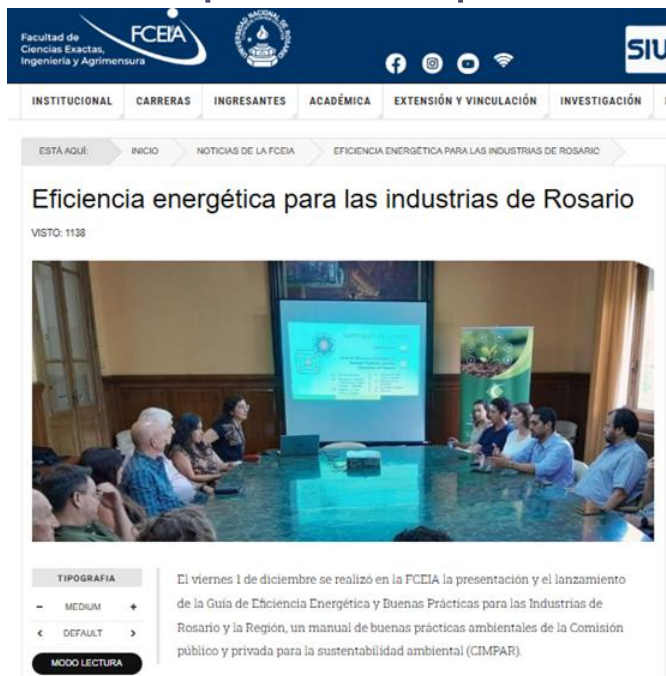 Facultad de
Ciencias Exactas,
Ingeniería y Agrimensura
FCEIA
UNIVERSIDAD NACIONAL DE ROSARIO
SIU
INSTITUCIONAL CARRERAS INGRESANTES ACADÉMICA EXTENSIÓN Y VINCULACIÓN INVESTIGACIÓN
ESTÁ AQUÍ: INICIO NOTICIAS DE LA FCEIA EFICIENCIA ENERGÉTICA PARA LAS INDUSTRIAS DE ROSARIO
Eficiencia energética para las industrias de Rosario
VISTO: 1138
TIPOGRAFIA
- MEDIUM +
< DEFAULT >
MODO LECTURA
El viernes 1 de diciembre se realizó en la FCEIA la presentación y el lanzamiento
de la Guía de Eficiencia Energética y Buenas Prácticas para las Industrias de
Rosario y la Región, un manual de buenas prácticas ambientales de la Comisión
público y privada para la sustentabilidad ambiental (CIMPAR).